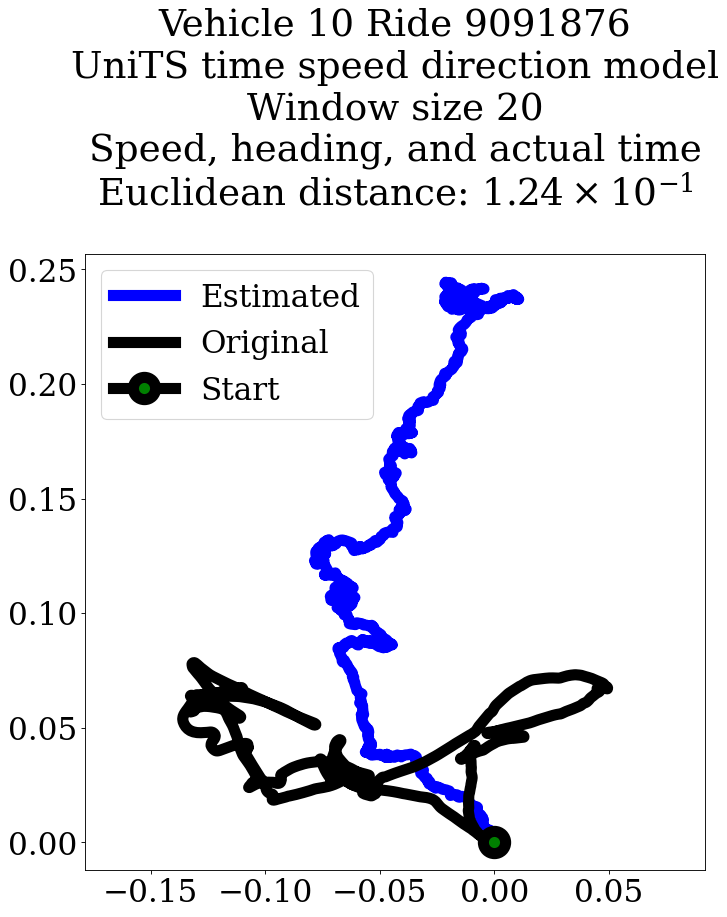 Vehicle 10 Ride 9091876
UniTS time speed direction model
Window size 20
Speed, heading, and actual time
Euclidean distance: 1.24 × 10⁻¹
Estimated
Original
Start
0.25
0.20
0.15
0.10
0.05
0.00
−0.15 −0.10 −0.05 0.00 0.05